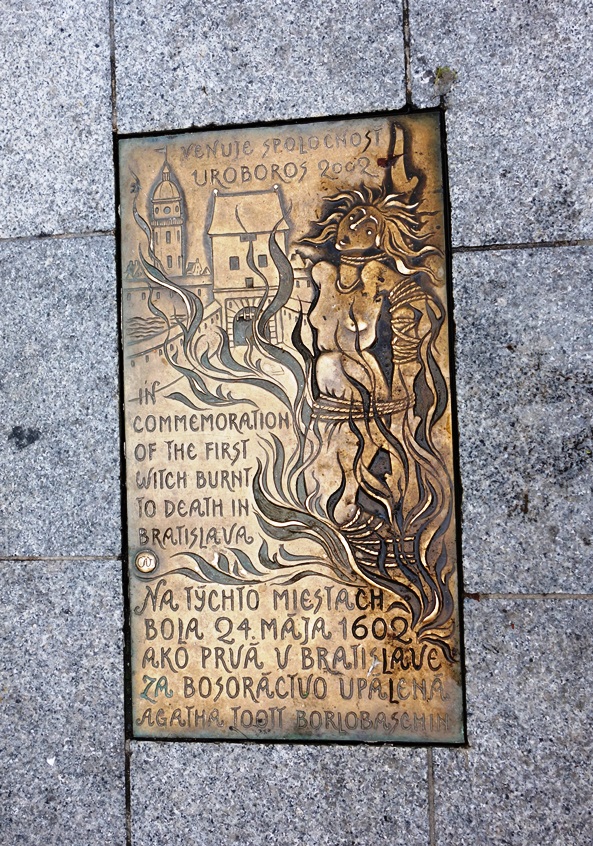 VENUJE SPOLOČNOSŤ
UROBOROS 2002
IN
COMMEMORATION
OF THE FIRST
WITCH BURNT
TO DEATH IN
BRATISLAVA
NA TÝCHTO MIESTACH
BOLA 24. MÁJA 1602
AKO PRVÁ V BRATISLAVE
ZA BOSORÁCTVO UPÁLENÁ
AGATHA TOOTT BORLOBASCHIN